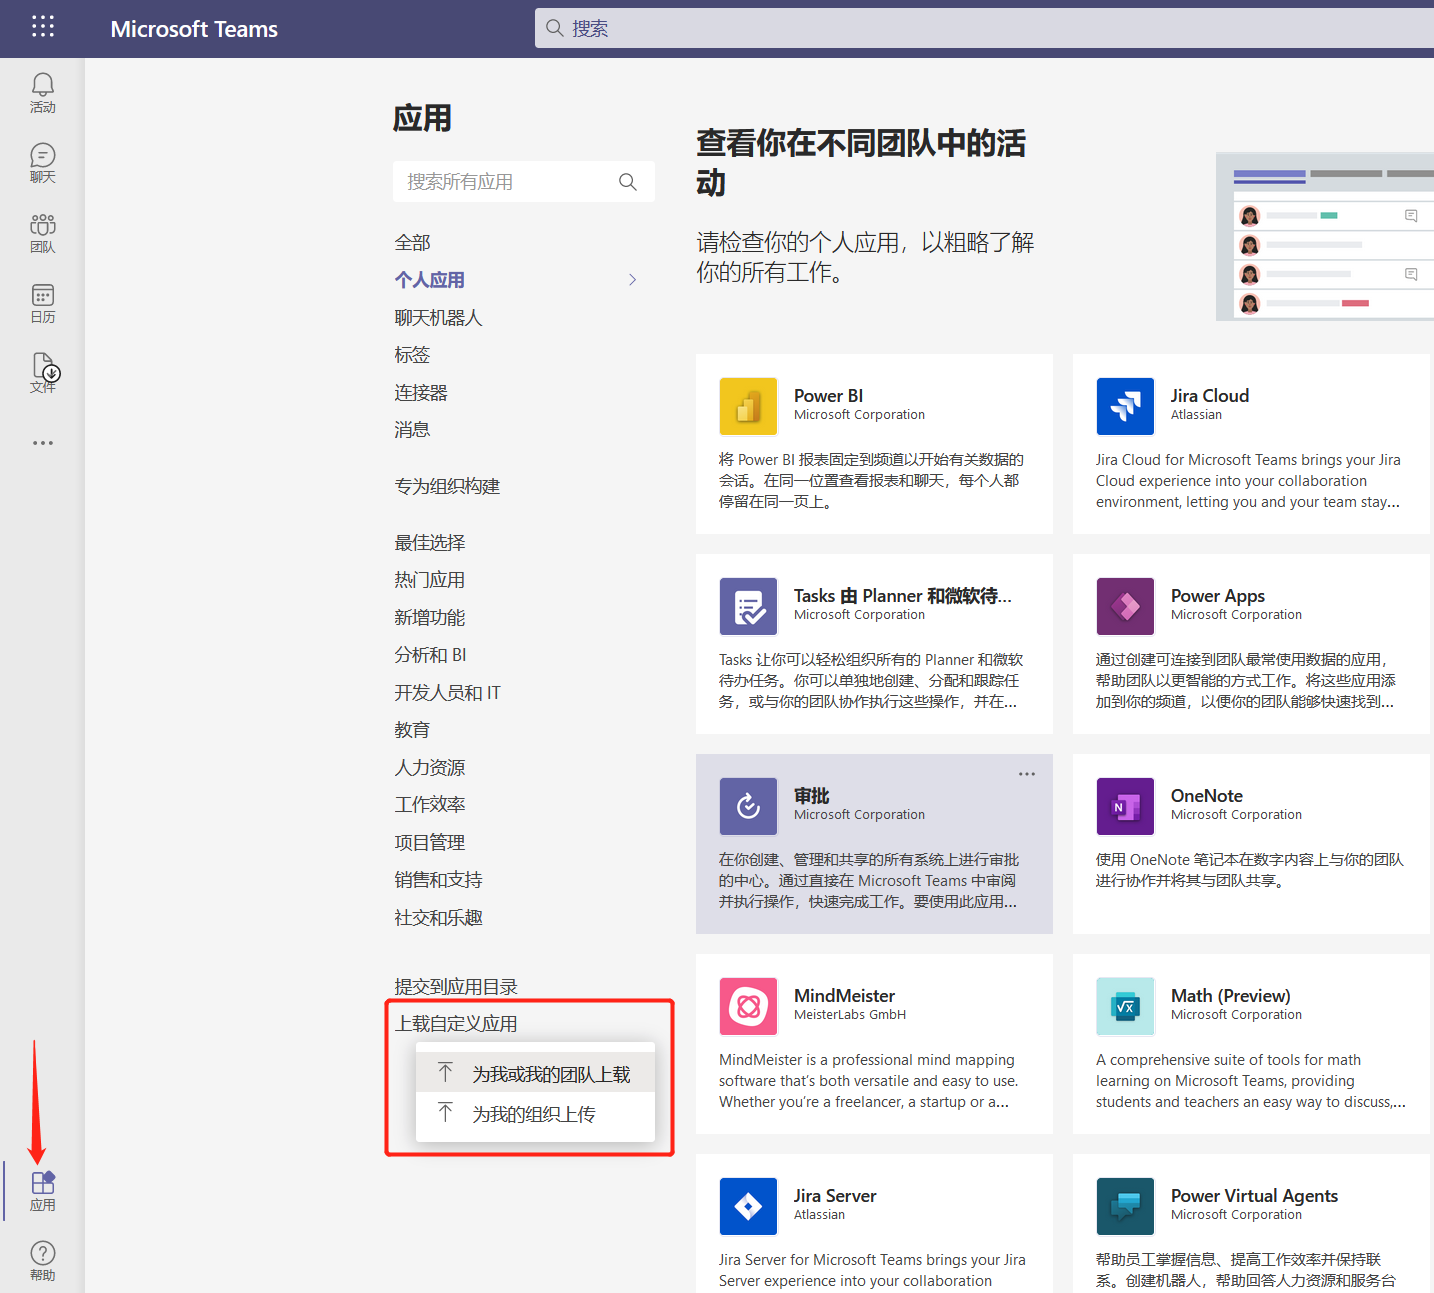 Microsoft Teams
搜索
活动
聊天
团队
日历
文件
应用
帮助
应用
搜索所有应用
全部
个人应用
聊天机器人
标签
连接器
消息
专为组织构建
最佳选择
热门应用
新增功能
分析和 BI
开发人员和 IT
教育
人力资源
工作效率
项目管理
销售和支持
社交和乐趣
提交到应用目录
上载自定义应用
为我或我的团队上载
为我的组织上传
查看你在不同团队中的活
动
请检查你的个人应用，以粗略了解
你的所有工作。
Power BI
Microsoft Corporation
将 Power BI 报表固定到频道以开始有关数据的
会话。在同一位置查看报表和聊天，每个人都
停留在同一页上。
Jira Cloud
Atlassian
Jira Cloud for Microsoft Teams brings your Jira
Cloud experience into your collaboration
environment, letting you and your team stay...
Tasks 由 Planner 和微软待...
Microsoft Corporation
Tasks 让你可以轻松组织所有的 Planner 和微软
待办任务。你可以单独地创建、分配和跟踪任
务，或与你的团队协作执行这些操作，并在...
Power Apps
Microsoft Corporation
通过创建可连接到团队最常使用数据的应用，
帮助团队以更智能的方式工作。将这些应用添
加到你的频道，以便你的团队能够快速找到...
审批
Microsoft Corporation
在你创建、管理和共享的所有系统上进行审批
的中心。通过直接在 Microsoft Teams 中审阅
并执行操作，快速完成工作。要使用此应用...
OneNote
Microsoft Corporation
使用 OneNote 笔记本在数字内容上与你的团队
进行协作并将其与团队共享。
MindMeister
MeisterLabs GmbH
MindMeister is a professional mind mapping
software that's both versatile and easy to use.
Whether you're a freelancer, a startup or a...
Math (Preview)
Microsoft Corporation
A comprehensive suite of tools for math
learning on Microsoft Teams, providing
students and teachers an easy way to discuss,...
Jira Server
Atlassian
Jira Server for Microsoft Teams brings your Jira
Server experience into your collaboration
Power Virtual Agents
Microsoft Corporation
帮助员工掌握信息、提高工作效率并保持联
系。创建机器人，帮助回答人力资源和服务台